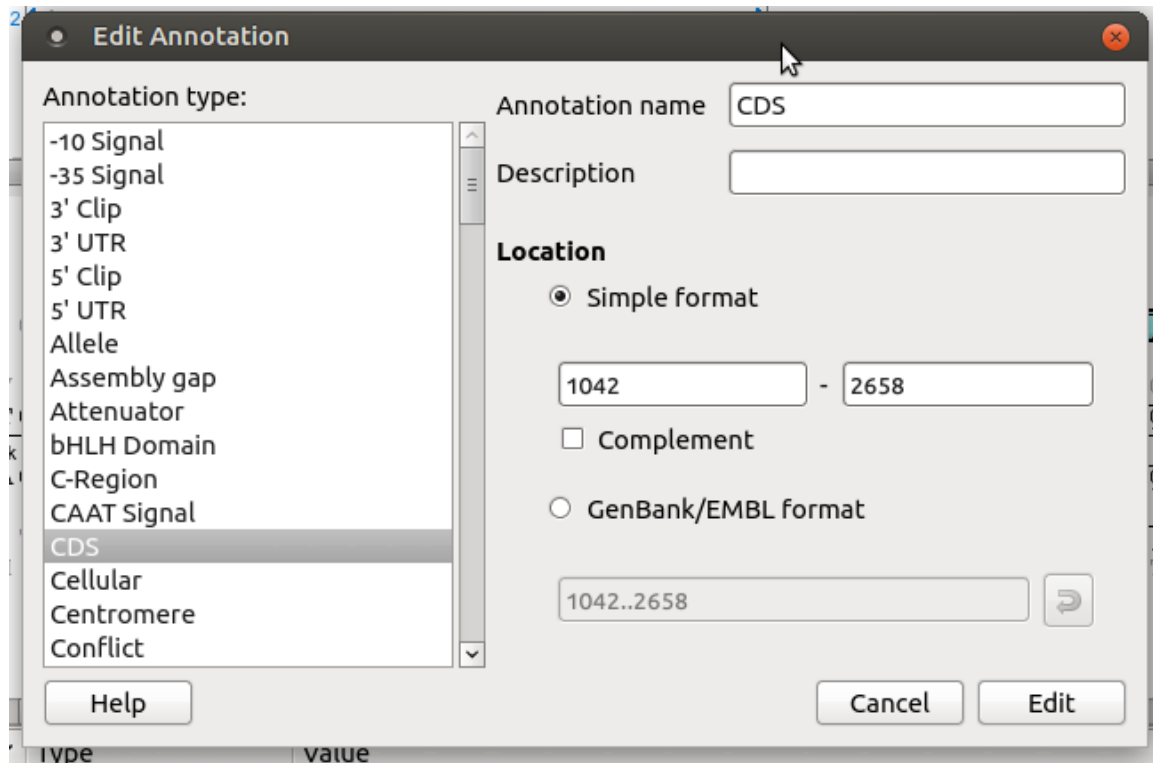 Edit Annotation
Annotation type:
-10 Signal
-35 Signal
3' Clip
3' UTR
5' Clip
5' UTR
Allele
Assembly gap
Attenuator
bHLH Domain
C-Region
CAAT Signal
CDS
Cellular
Centromere
Conflict
Annotation name CDS
Description
Location
Simple format
1042 - 2658
Complement
GenBank/EMBL format
1042..2658
Help
Cancel
Edit
Type
Value